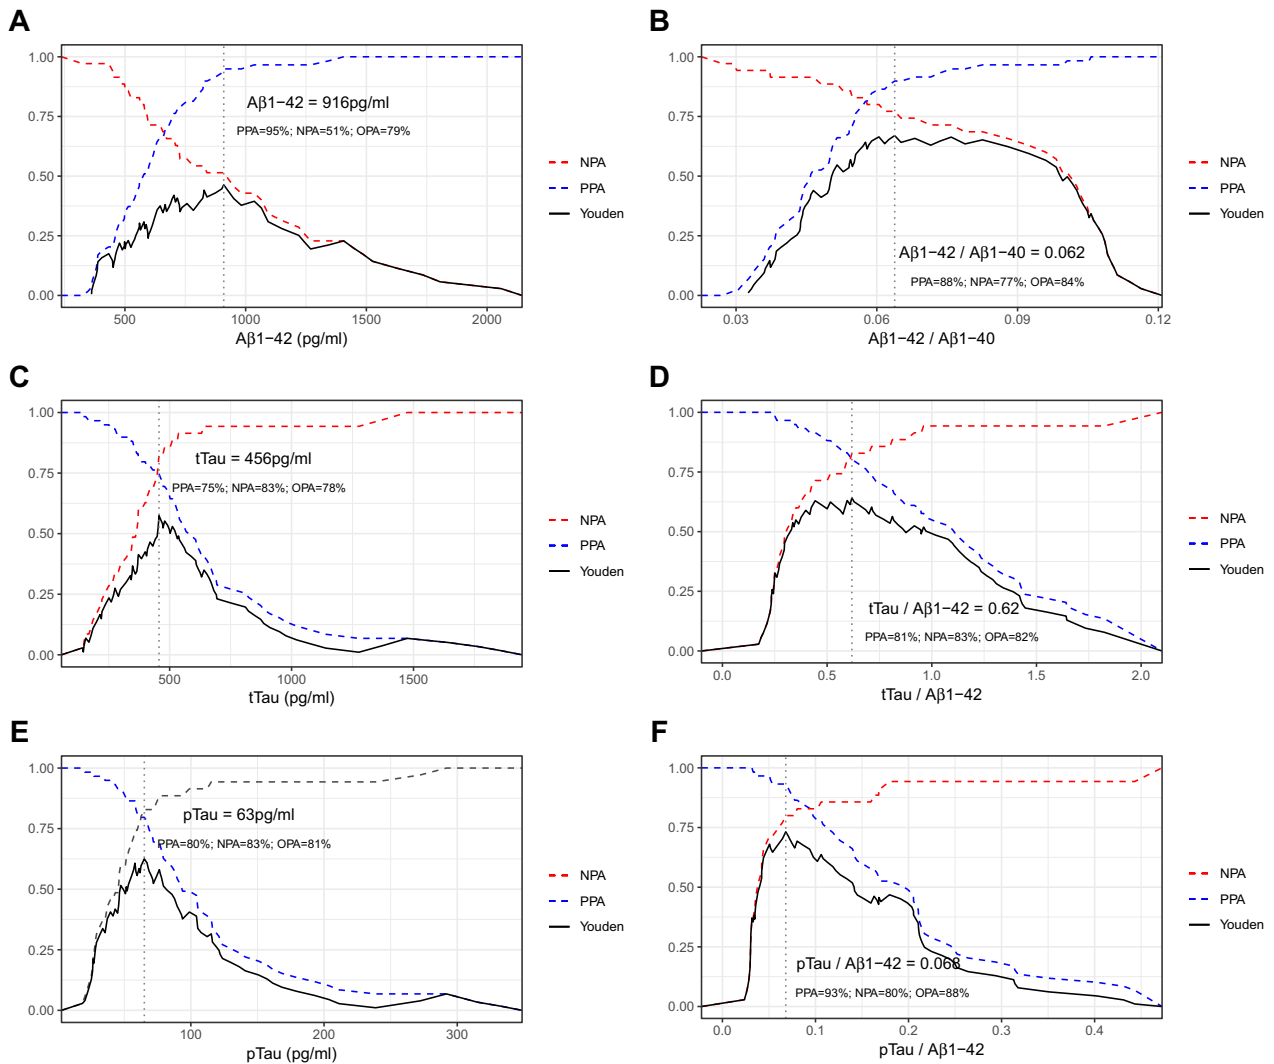 A
1.00
0.75
0.50
0.25
0.00
Aβ1−42 = 916pg/ml
PPA=95%; NPA=51%; OPA=79%
500
1000
1500
2000
Aβ1−42 (pg/ml)
NPA
PPA
Youden
B
1.00
0.75
0.50
0.25
0.00
Aβ1−42 / Aβ1−40 = 0.062
PPA=88%; NPA=77%; OPA=84%
0.03
0.06
0.09
0.12
Aβ1−42 / Aβ1−40
NPA
PPA
Youden
C
1.00
0.75
0.50
0.25
0.00
tTau = 456pg/ml
PPA=75%; NPA=83%; OPA=78%
500
1000
1500
tTau (pg/ml)
NPA
PPA
Youden
D
1.00
0.75
0.50
0.25
0.00
tTau / Aβ1−42 = 0.62
PPA=81%; NPA=83%; OPA=82%
0.0
0.5
1.0
1.5
2.0
tTau / Aβ1−42
NPA
PPA
Youden
E
1.00
0.75
0.50
0.25
0.00
pTau = 63pg/ml
PPA=80%; NPA=83%; OPA=81%
100
200
300
pTau (pg/ml)
NPA
PPA
Youden
F
1.00
0.75
0.50
0.25
0.00
pTau / Aβ1−42 = 0.068
PPA=93%; NPA=80%; OPA=88%
0.0
0.1
0.2
0.3
0.4
pTau / Aβ1−42
NPA
PPA
Youden